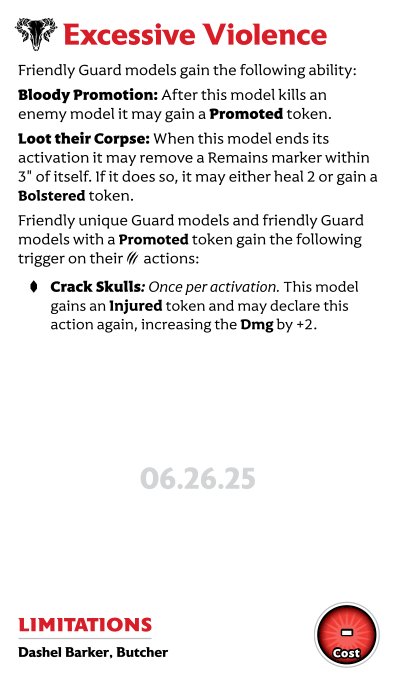 Excessive Violence
Friendly Guard models gain the following ability:
Bloody Promotion: After this model kills an
enemy model it may gain a Promoted token.
Loot their Corpse: When this model ends its
activation it may remove a Remains marker within
3" of itself. If it does so, it may either heal 2 or gain a
Bolstered token.
Friendly unique Guard models and friendly Guard
models with a Promoted token gain the following
trigger on their actions:
Crack Skulls: Once per activation. This model
gains an Injured token and may declare this
action again, increasing the Dmg by +2.
06.26.25
LIMITATIONS
Dashel Barker, Butcher
-
Cost